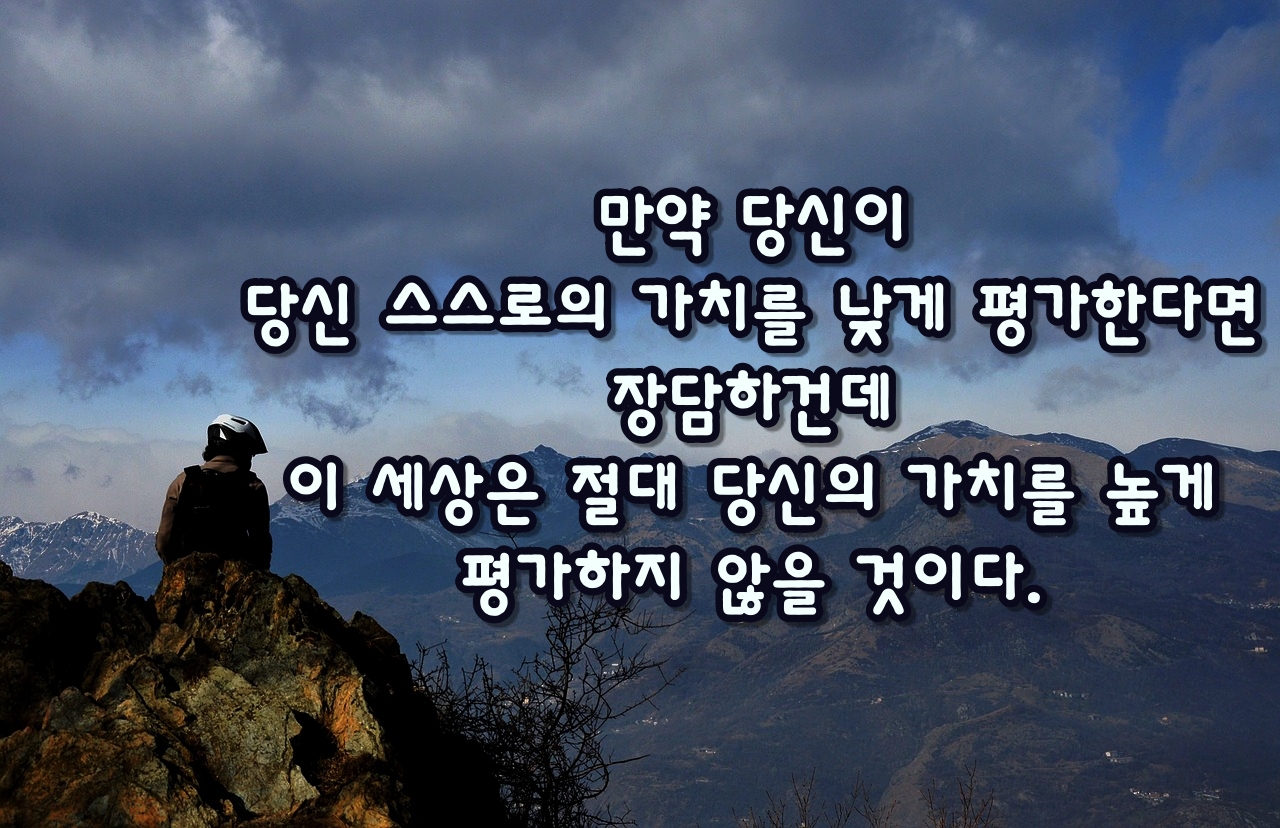 만약 당신이
당신 스스로의 가치를 낮게 평가한다면
장담하건데
이 세상은 절대 당신의 가치를 높게
평가하지 않을 것이다.